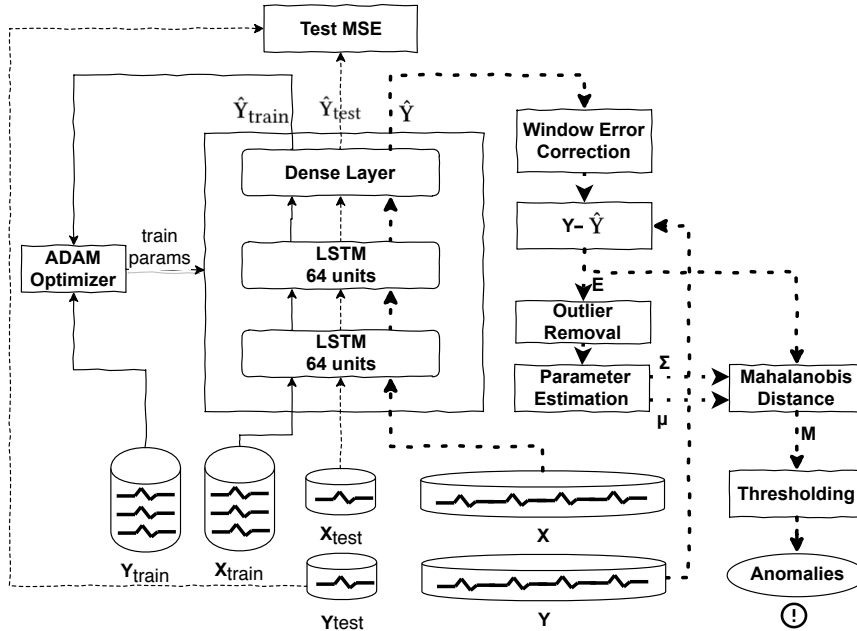 Test MSE
Ŷtrain
Ŷtest
Ŷ
Window Error
Correction
Dense Layer
Y– Ŷ
train
params
ADAM
Optimizer
LSTM
64 units
E
Outlier
Removal
LSTM
64 units
Σ
Parameter
Estimation
Mahalanobis
Distance
μ
M
Thresholding
Xtest
X
Ytrain
Xtrain
Anomalies
Ytest
Y
!